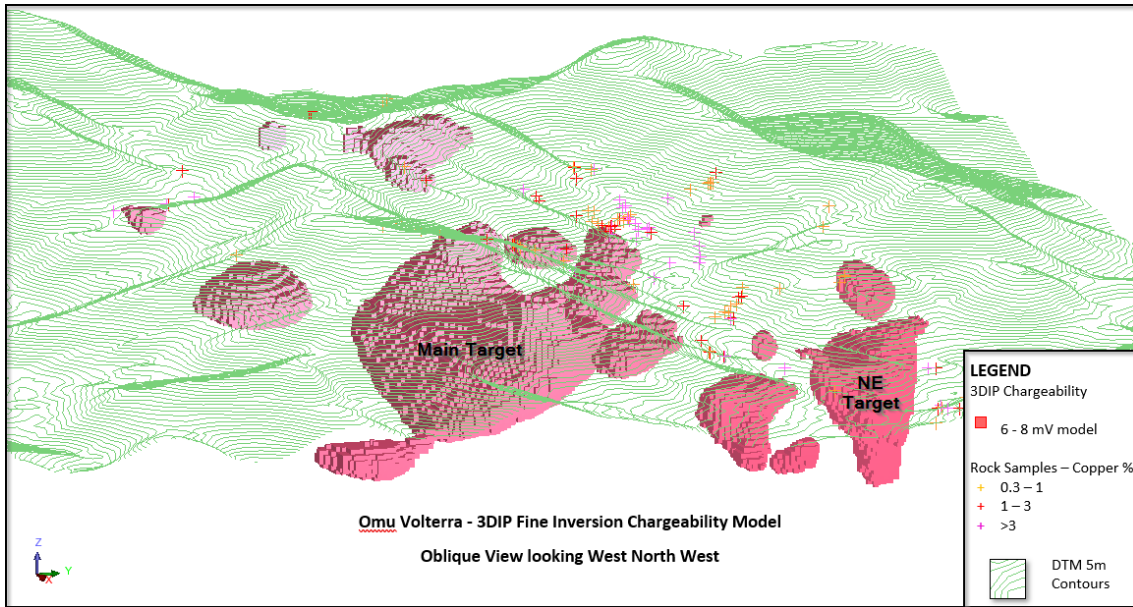 Main Target
NE
Target
LEGEND
3DIP Chargeability
6 - 8 mV model
Rock Samples – Copper %
0.3 – 1
1 – 3
>3
DTM 5m
Contours
Omu Volterra - 3DIP Fine Inversion Chargeability Model
Oblique View looking West North West
Z
Y
X